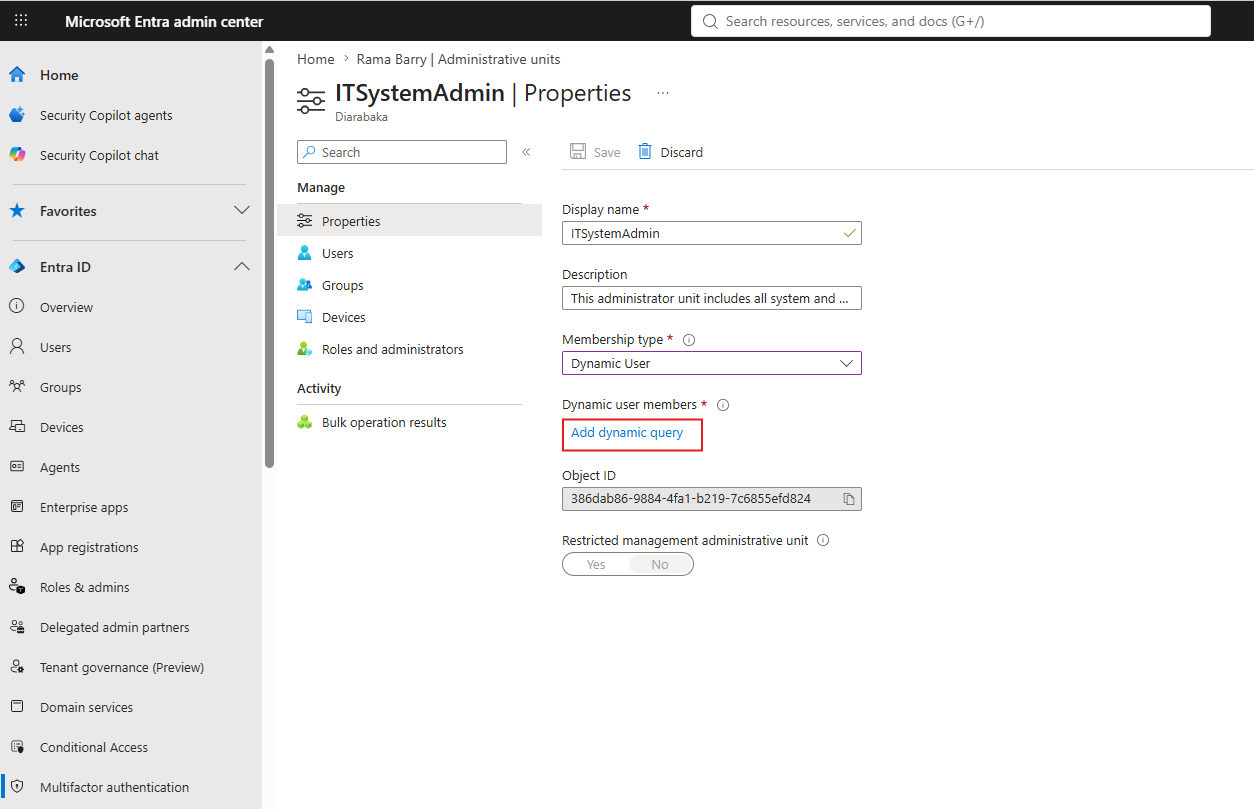 Microsoft Entra admin center
Search resources, services, and docs (G+/)
Home
Security Copilot agents
Security Copilot chat
Favorites
Entra ID
Overview
Users
Groups
Devices
Agents
Enterprise apps
App registrations
Roles & admins
Delegated admin partners
Tenant governance (Preview)
Domain services
Conditional Access
Multifactor authentication
Home > Rama Barry | Administrative units
ITSystemAdmin | Properties ...
Diarabaka
Search «
Manage
Properties
Users
Groups
Devices
Roles and administrators
Activity
Bulk operation results
Save Discard
Display name *
ITSystemAdmin
Description
This administrator unit includes all system and ...
Membership type *
Dynamic User
Dynamic user members *
Add dynamic query
Object ID
386dab86-9884-4fa1-b219-7c6855efd824
Restricted management administrative unit
Yes No